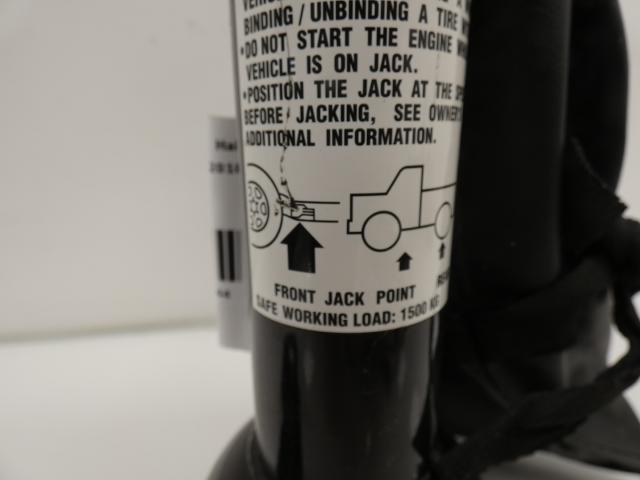 BINDING / UNBINDING A TIRE
•DO NOT START THE ENGINE
VEHICLE IS ON JACK.
•POSITION THE JACK AT THE
BEFORE JACKING, SEE OWNER'S
ADDITIONAL INFORMATION.
FRONT JACK POINT
SAFE WORKING LOAD: 1500 KG